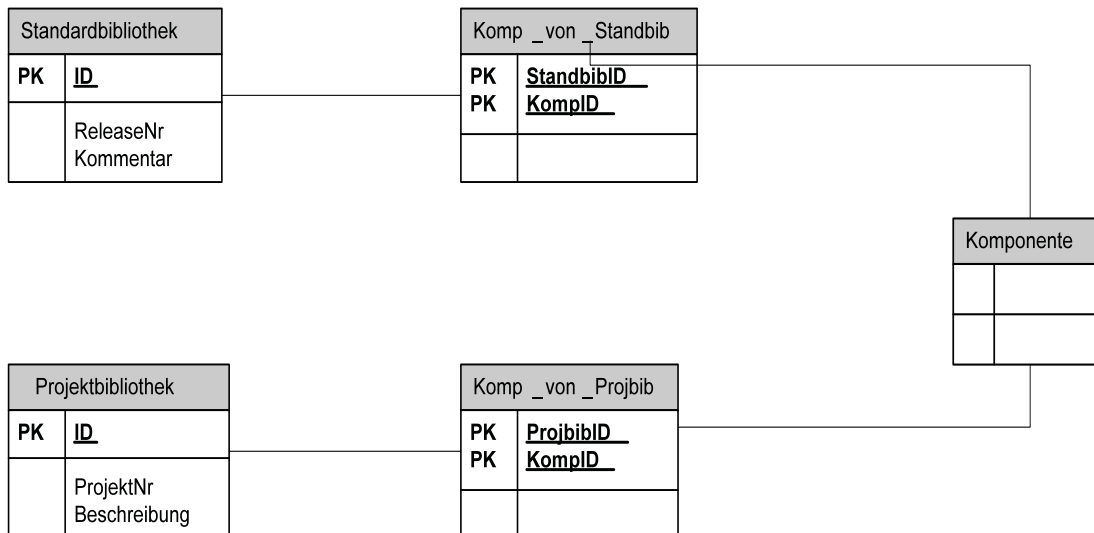 Standardbibliothek
PK ID
ReleaseNr
Kommentar
Komp _von _Standbib
PK StandbibID
PK KompID
Komponente
Projektbibliothek
PK ID
ProjektNr
Beschreibung
Komp _von _Projbib
PK ProjbibID
PK KompID